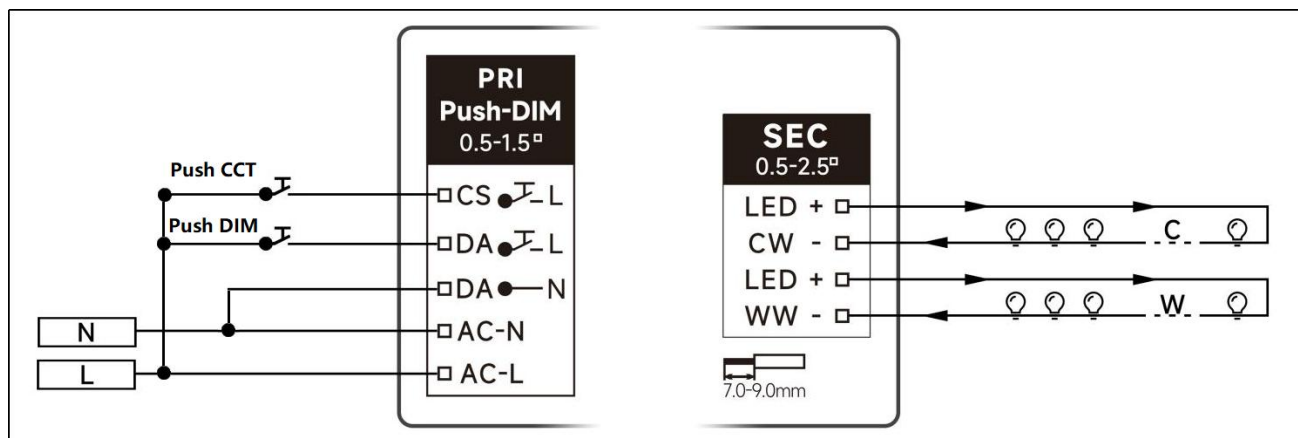 PRI
Push-DIM
0.5-1.5▫
Push CCT
CS L
Push DIM
DA L
DA N
N
AC-N
L
AC-L
SEC
0.5-2.5▫
LED +
CW -
C
LED +
WW -
W
7.0-9.0mm